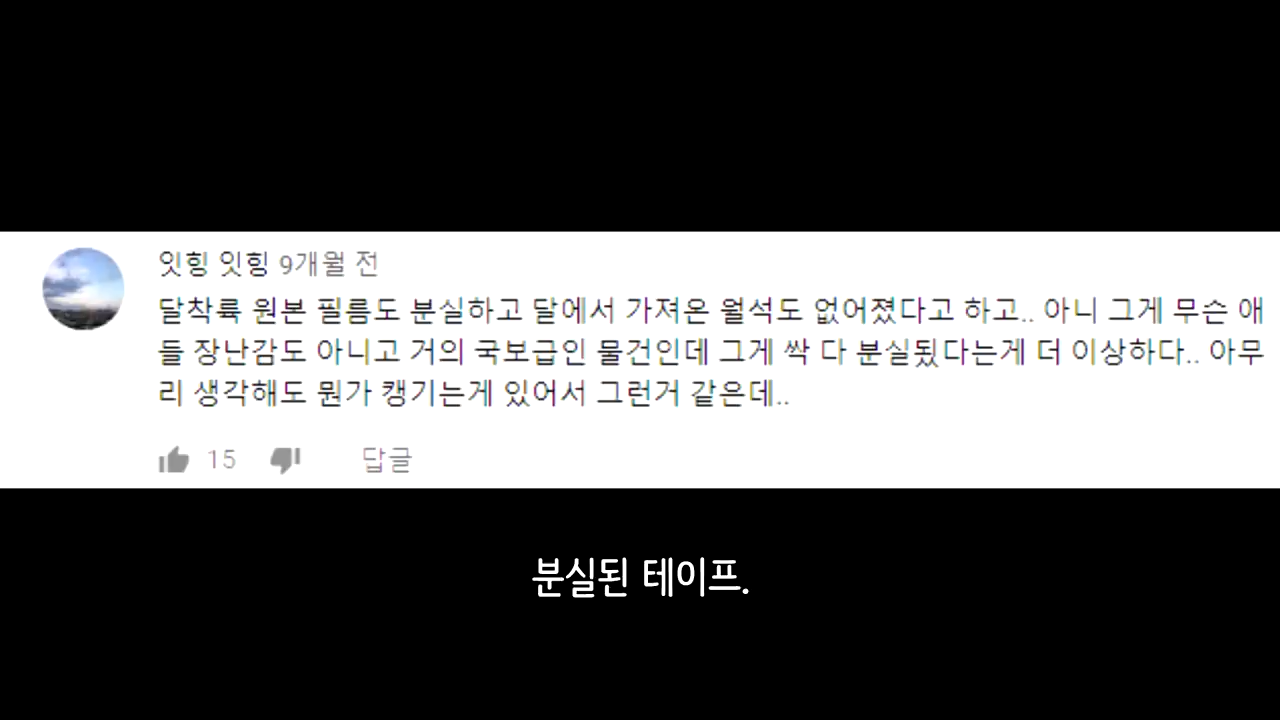 잇힝 잇힝 9개월 전
달착륙 원본 필름도 분실하고 달에서 가져온 월석도 없어졌다고 하고.. 아니 그게 무슨 애
들 장난감도 아니고 거의 국보급인 물건인데 그게 싹 다 분실됬다는게 더 이상하다.. 아무
리 생각해도 뭔가 캥기는게 있어서 그런거 같은데..
15 답글
분실된 테이프.